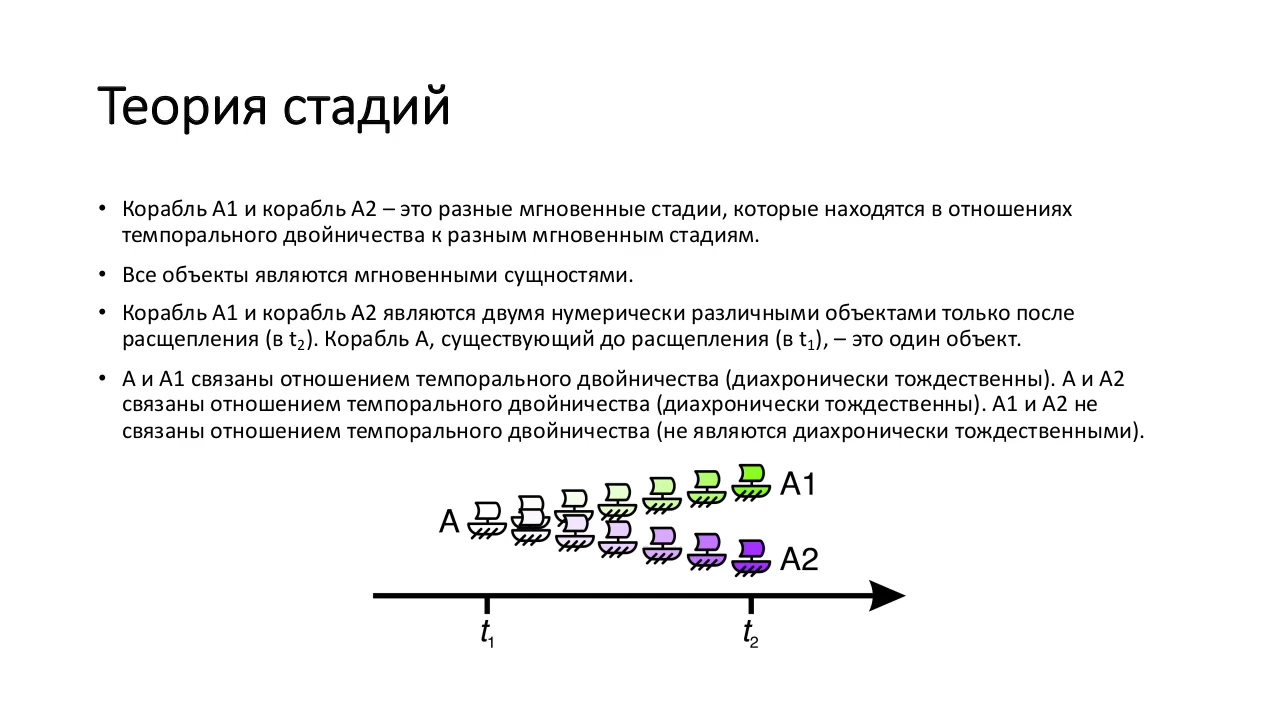 Теория стадий
• Корабль А1 и корабль А2 – это разные мгновенные стадии, которые находятся в отношениях
темпорального двойничества к разным мгновенным стадиям.
• Все объекты являются мгновенными сущностями.
• Корабль А1 и корабль А2 являются двумя нумерически различными объектами только после
расщепления (в t₂). Корабль А, существующий до расщепления (в t₁), – это один объект.
• А и А1 связаны отношением темпорального двойничества (диахронически тождественны). А и А2
связаны отношением темпорального двойничества (диахронически тождественны). А1 и А2 не
связаны отношением темпорального двойничества (не являются диахронически тождественными).
A1
A
A2
t₁ t₂